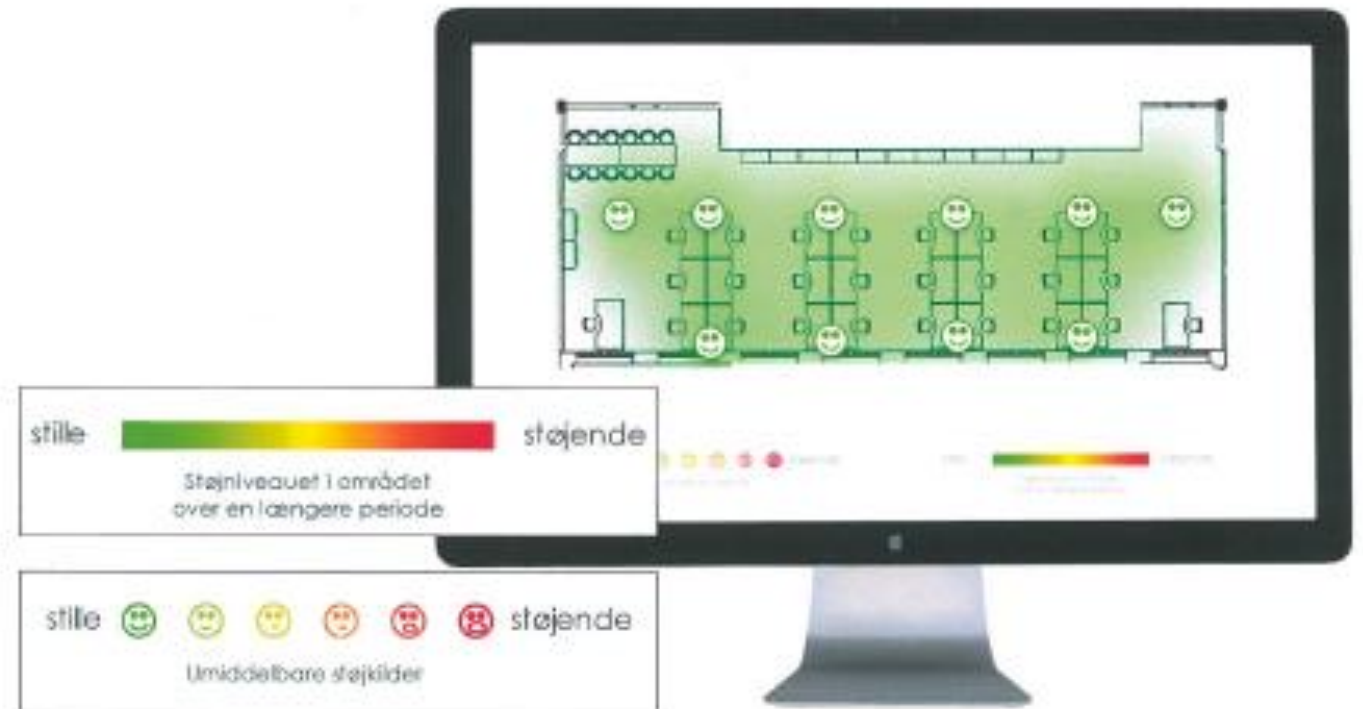 stille støjende
Støjniveauet i området
over en længere periode
stille støjende
Umiddelbare støjkilder